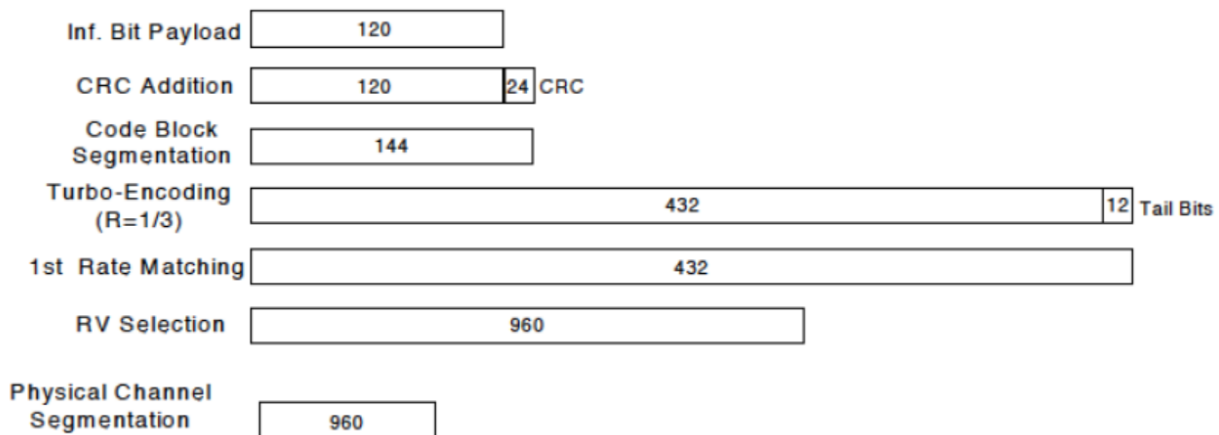 Inf. Bit Payload 120
CRC Addition 120 24 CRC
Code Block
Segmentation 144
Turbo-Encoding
(R=1/3) 432 12 Tail Bits
1st Rate Matching 432
RV Selection 960
Physical Channel
Segmentation 960